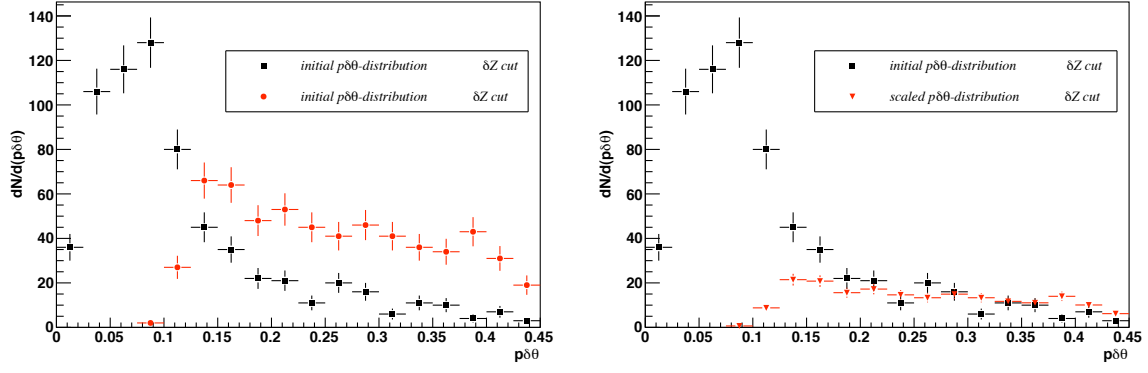 dN/d(pδθ)
140
120
100
80
60
40
20
0
initial pδθ-distribution δZ cut
initial pδθ-distribution δZ cut
0 0.05 0.1 0.15 0.2 0.25 0.3 0.35 0.4 0.45
pδθ
dN/d(pδθ)
140
120
100
80
60
40
20
0
initial pδθ-distribution δZ cut
scaled pδθ-distribution δZ cut
0 0.05 0.1 0.15 0.2 0.25 0.3 0.35 0.4 0.45
pδθ